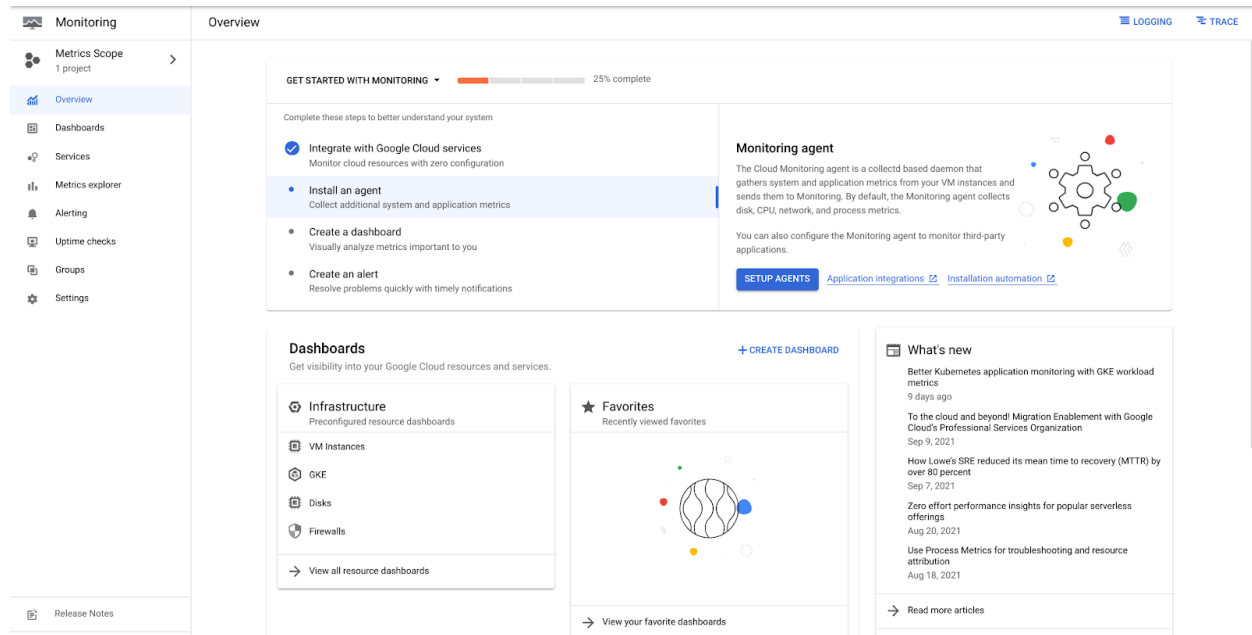 Monitoring
Overview
LOGGING
TRACE
Metrics Scope
1 project
Overview
Dashboards
Services
Metrics explorer
Alerting
Uptime checks
Groups
Settings
Release Notes
GET STARTED WITH MONITORING
25% complete
Complete these steps to better understand your system
Integrate with Google Cloud services
Monitor cloud resources with zero configuration
Install an agent
Collect additional system and application metrics
Create a dashboard
Visually analyze metrics important to you
Create an alert
Resolve problems quickly with timely notifications
Monitoring agent
The Cloud Monitoring agent is a collectd based daemon that
gathers system and application metrics from your VM instances and
sends them to Monitoring. By default, the Monitoring agent collects
disk, CPU, network, and process metrics.
You can also configure the Monitoring agent to monitor third-party
applications.
SETUP AGENTS
Application integrations
Installation automation
Dashboards
Get visibility into your Google Cloud resources and services.
+ CREATE DASHBOARD
Infrastructure
Preconfigured resource dashboards
VM Instances
GKE
Disks
Firewalls
View all resource dashboards
Favorites
Recently viewed favorites
View your favorite dashboards
What's new
Better Kubernetes application monitoring with GKE workload
metrics
9 days ago
To the cloud and beyond! Migration Enablement with Google
Cloud's Professional Services Organization
Sep 9, 2021
How Lowe's SRE reduced its mean time to recovery (MTTR) by
over 80 percent
Sep 7, 2021
Zero effort performance insights for popular serverless
offerings
Aug 20, 2021
Use Process Metrics for troubleshooting and resource
attribution
Aug 18, 2021
Read more articles